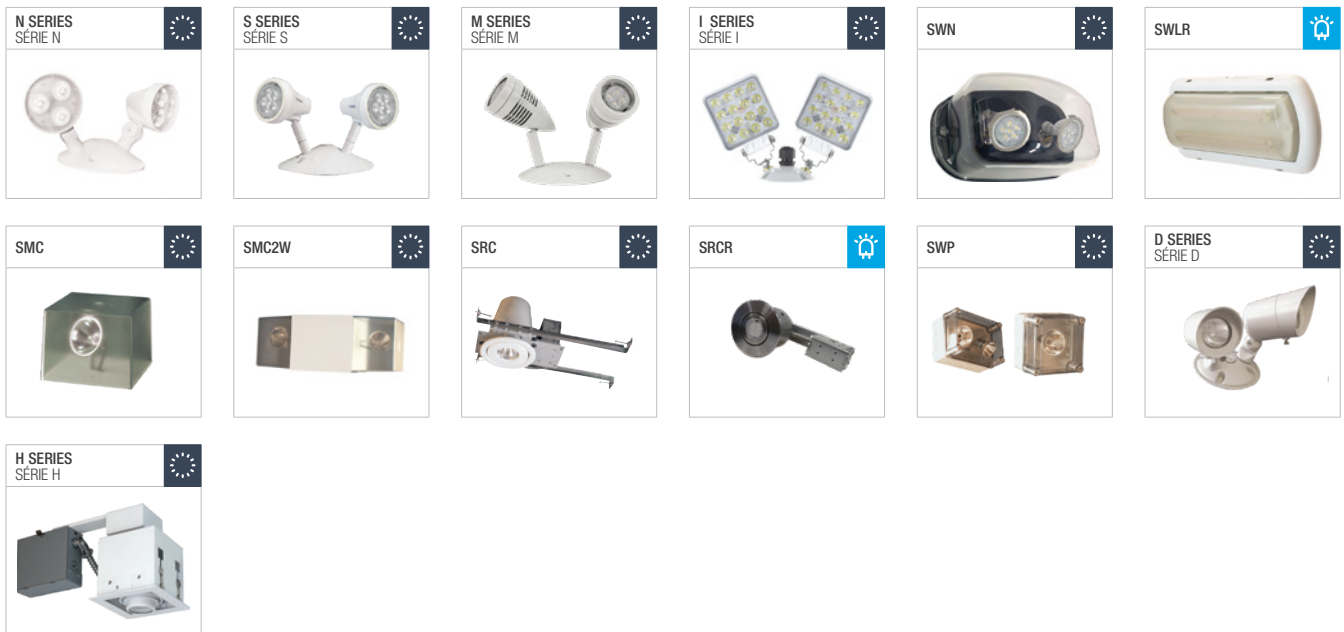 N SERIES
SÉRIE N
S SERIES
SÉRIE S
M SERIES
SÉRIE M
I SERIES
SÉRIE I
SWN
SWLR
SMC
SMC2W
SRC
SRCR
SWP
D SERIES
SÉRIE D
H SERIES
SÉRIE H